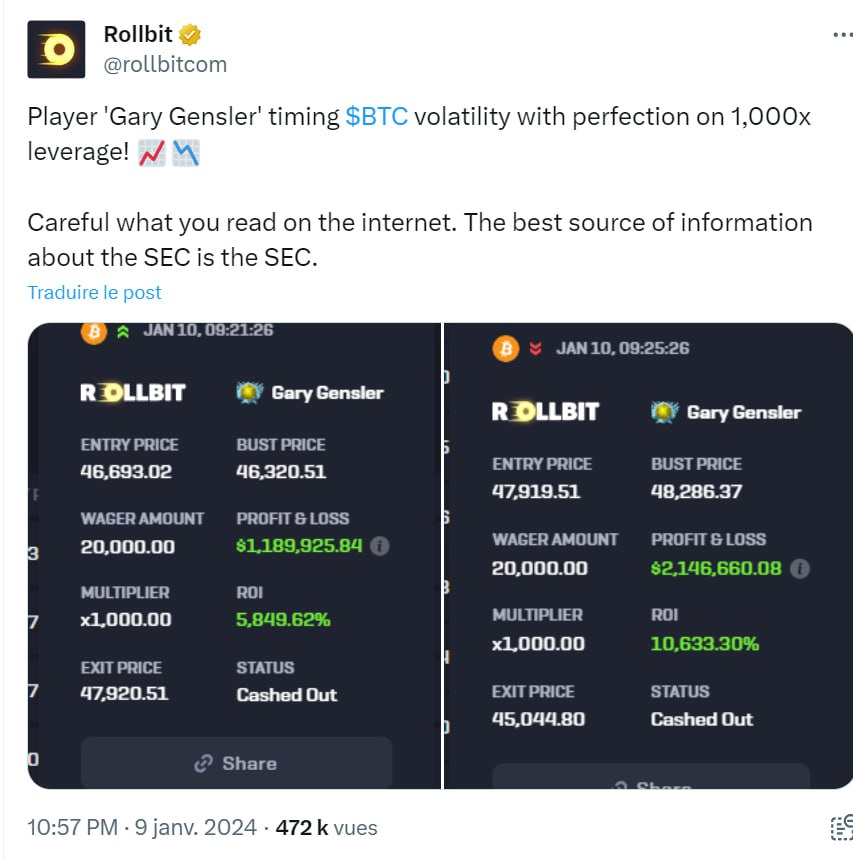 Rollbit
@rollbitcom
Player 'Gary Gensler' timing $BTC volatility with perfection on 1,000x
leverage!
Careful what you read on the internet. The best source of information
about the SEC is the SEC.
Traduire le post
JAN 10, 09:21:26
ROLLBIT Gary Gensler
ENTRY PRICE BUST PRICE
46,693.02 46,320.51
WAGER AMOUNT PROFIT & LOSS
20,000.00 $1,189,925.84
MULTIPLIER ROI
x1,000.00 5,849.62%
EXIT PRICE STATUS
47,920.51 Cashed Out
Share
JAN 10, 09:25:26
ROLLBIT Gary Gensler
ENTRY PRICE BUST PRICE
47,919.51 48,286.37
WAGER AMOUNT PROFIT & LOSS
20,000.00 $2,146,660.08
MULTIPLIER ROI
x1,000.00 10,633.30%
EXIT PRICE STATUS
45,044.80 Cashed Out
Share
10:57 PM · 9 janv. 2024 · 472 k vues